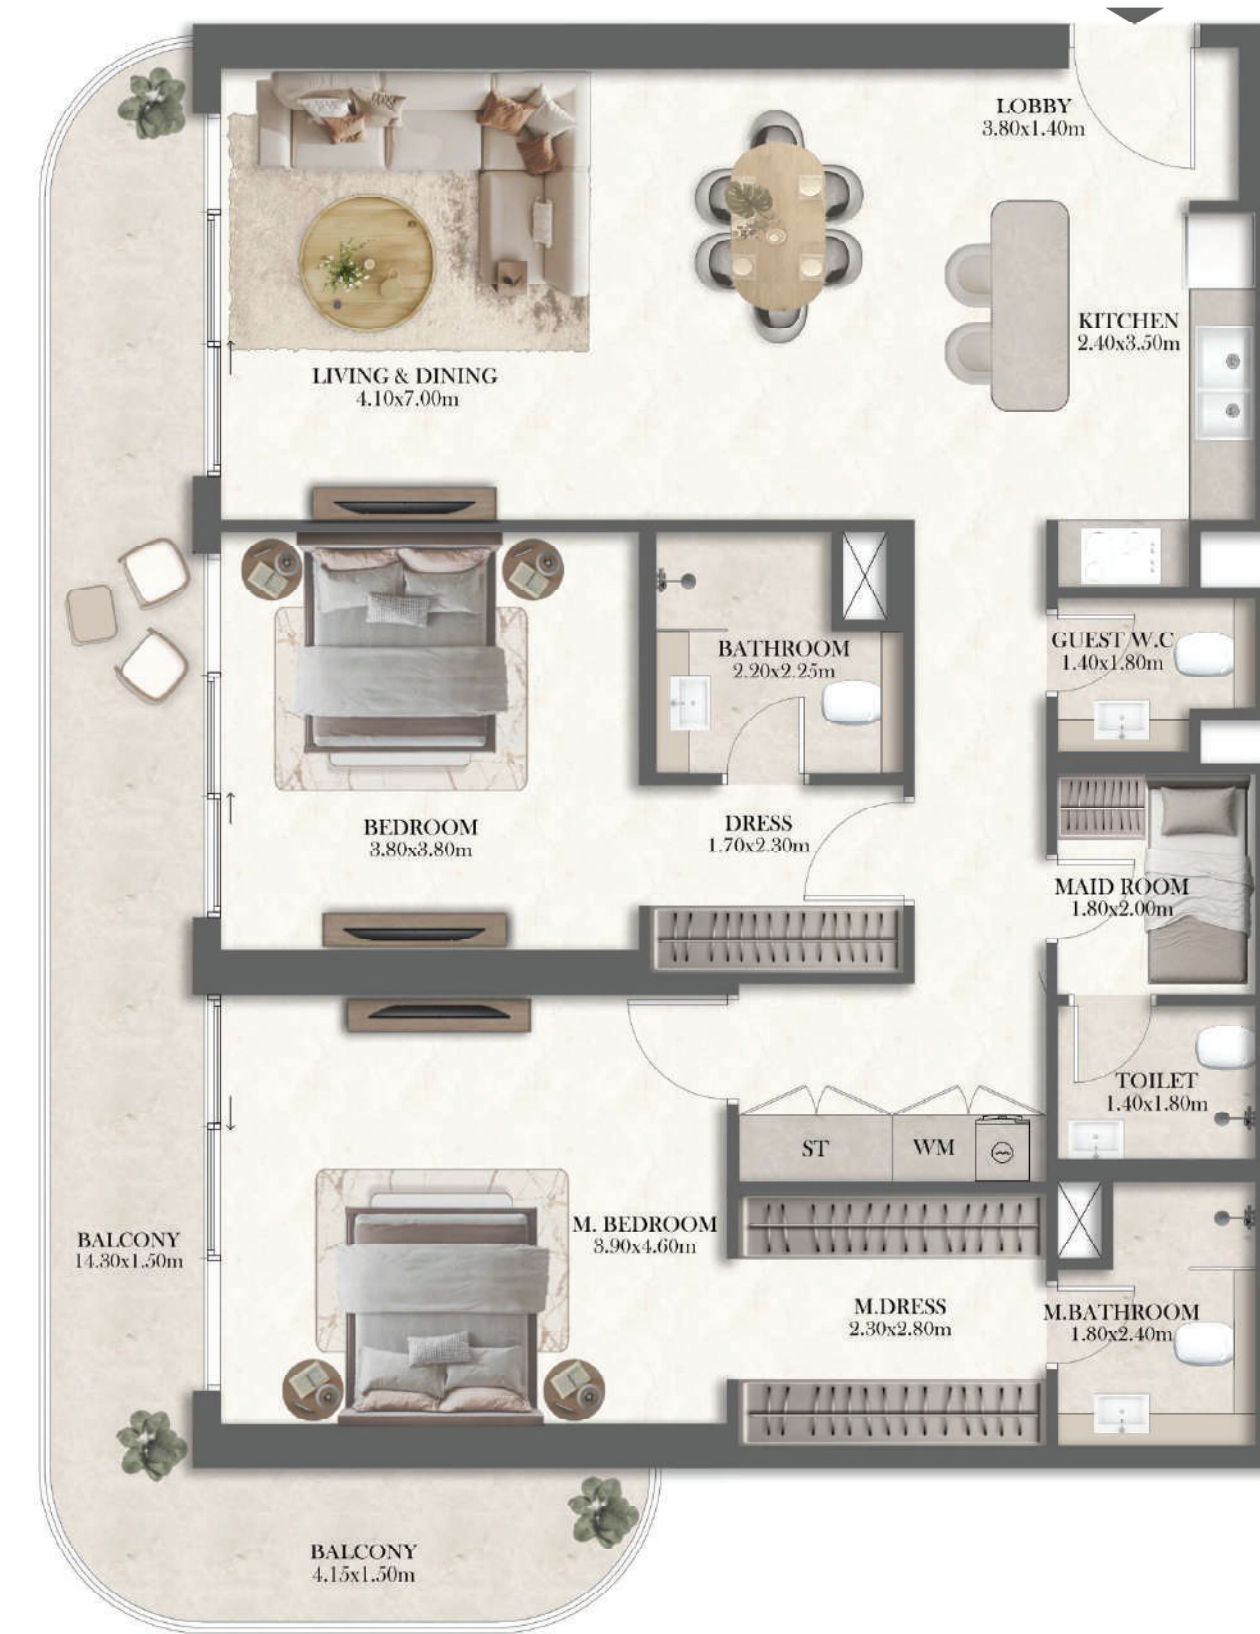 LOBBY
3.80x1.40m
KITCHEN
2.40x3.50m
LIVING & DINING
4.10x7.00m
BATHROOM
2.20x2.25m
GUEST W.C
1.40x1.80m
BEDROOM
3.80x3.80m
DRESS
1.70x2.30m
MAID ROOM
1.80x2.00m
TOILET
1.40x1.80m
ST
WM
BALCONY
14.30x1.50m
M. BEDROOM
3.90x4.60m
M.DRESS
2.30x2.80m
M.BATHROOM
1.80x2.40m
BALCONY
4.15x1.50m